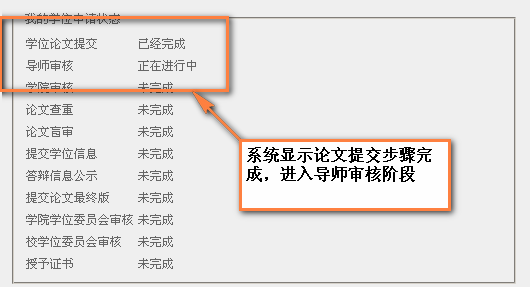 我的学位申请状态
学位论文提交 已经完成
导师审核 正在进行中
学院审核 未完成
论文查重 未完成
论文盲审 未完成
提交学位信息 未完成
答辩信息公示 未完成
提交论文最终版 未完成
学院学位委员会审核 未完成
校学位委员会审核 未完成
授予证书 未完成
系统显示论文提交步骤完
成，进入导师审核阶段